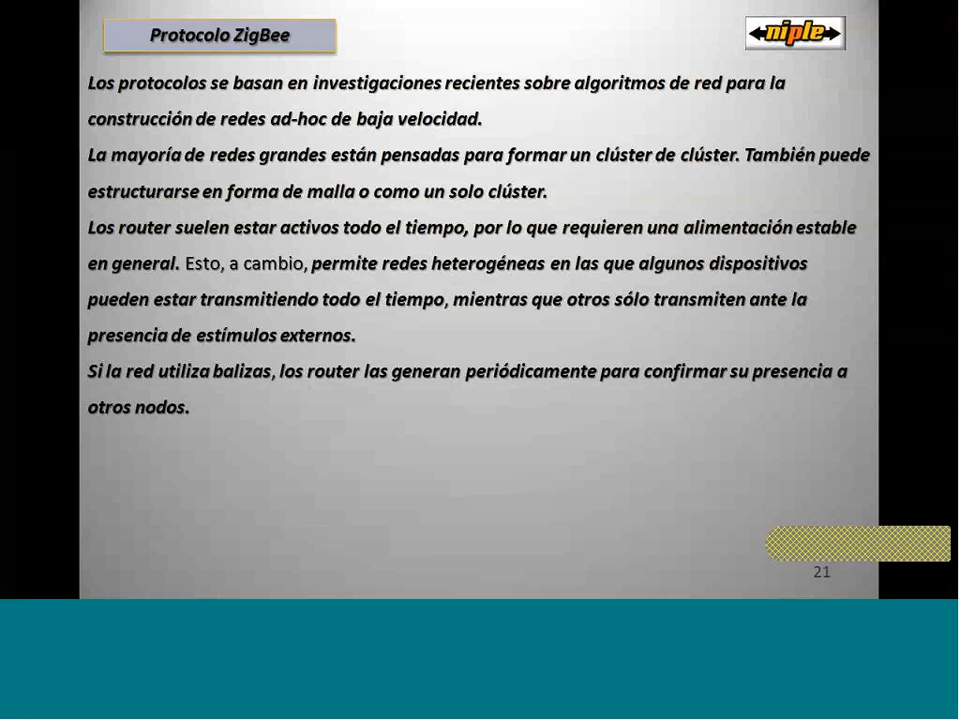 Protocolo ZigBee
niple
Los protocolos se basan en investigaciones recientes sobre algoritmos de red para la
construcción de redes ad-hoc de baja velocidad.
La mayoría de redes grandes están pensadas para formar un clúster de clúster. También puede
estructurarse en forma de malla o como un solo clúster.
Los router suelen estar activos todo el tiempo, por lo que requieren una alimentación estable
en general. Esto, a cambio, permite redes heterogéneas en las que algunos dispositivos
pueden estar transmitiendo todo el tiempo, mientras que otros sólo transmiten ante la
presencia de estímulos externos.
Si la red utiliza balizas, los router las generan periódicamente para confirmar su presencia a
otros nodos.
21